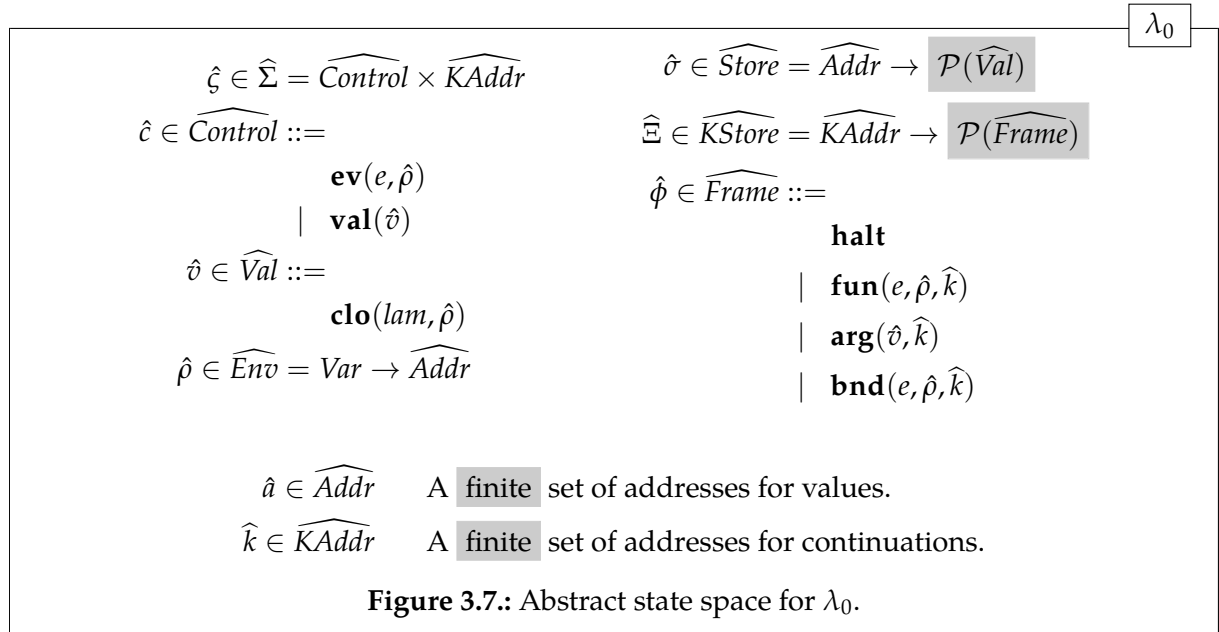 λ₀
ς̂ ∈ Σ̂ = Control̂ × KAddr̂
ĉ ∈ Control̂ ::=
ev(e, ρ̂)
| val(v̂)
v̂ ∈ Val̂ ::=
clo(lam, ρ̂)
ρ̂ ∈ Env̂ = Var → Addr̂
σ̂ ∈ Storê = Addr̂ → 𝒫(Val̂)
Ξ̂ ∈ KStorê = KAddr̂ → 𝒫(Framê)
ϕ̂ ∈ Framê ::=
halt
| fun(e, ρ̂, k̂)
| arg(v̂, k̂)
| bnd(e, ρ̂, k̂)
â ∈ Addr̂ A finite set of addresses for values.
k̂ ∈ KAddr̂ A finite set of addresses for continuations.
Figure 3.7.: Abstract state space for λ₀.